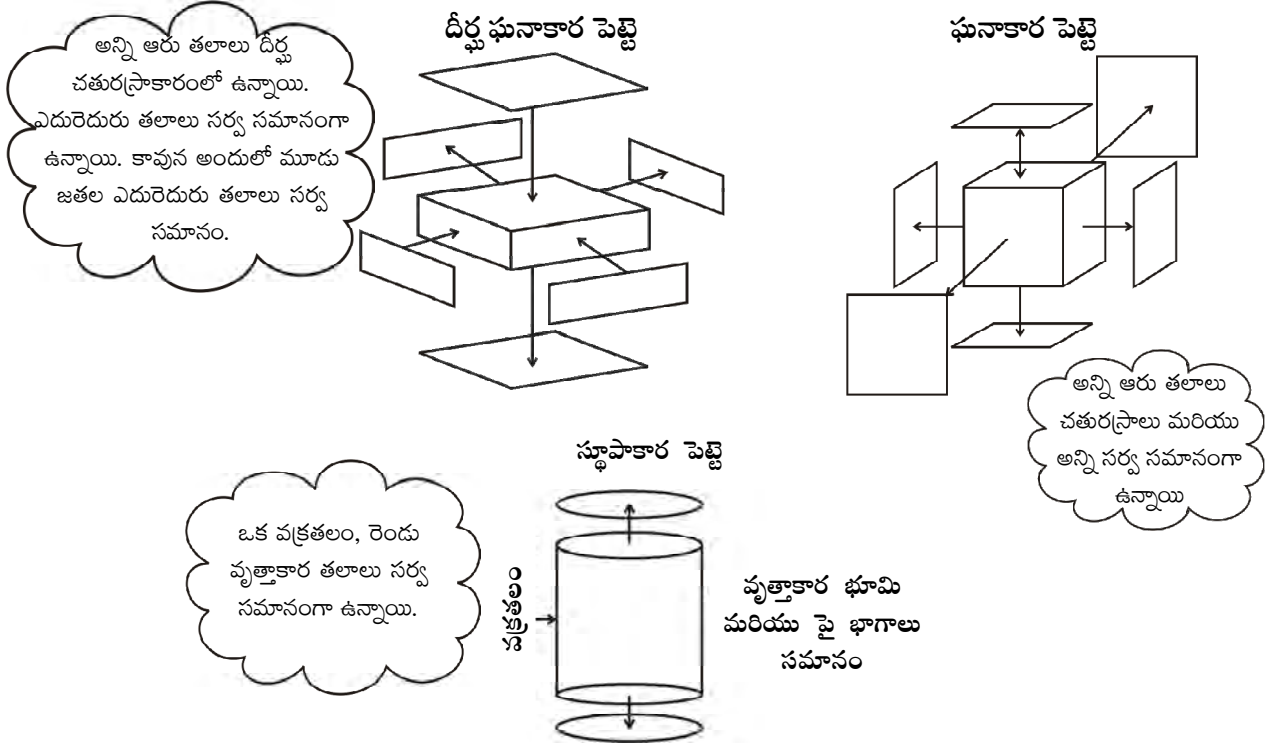 దీర్ఘ ఘనాకార పెట్టె
అన్ని ఆరు తలాలు దీర్ఘ
చతురస్రాకారంలో ఉన్నాయి.
ఎదురెదురు తలాలు సర్వ సమానంగా
ఉన్నాయి. కావున అందులో మూడు
జతల ఎదురెదురు తలాలు సర్వ
సమానం.
ఘనాకార పెట్టె
అన్ని ఆరు తలాలు
చతురస్రాలు మరియు
అన్ని సర్వ సమానంగా
ఉన్నాయి
స్థూపాకార పెట్టె
ఒక వక్రతలం, రెండు
వృత్తాకార తలాలు సర్వ
సమానంగా ఉన్నాయి.
వక్రతలం
వృత్తాకార భూమి
మరియు పై భాగాలు
సమానం